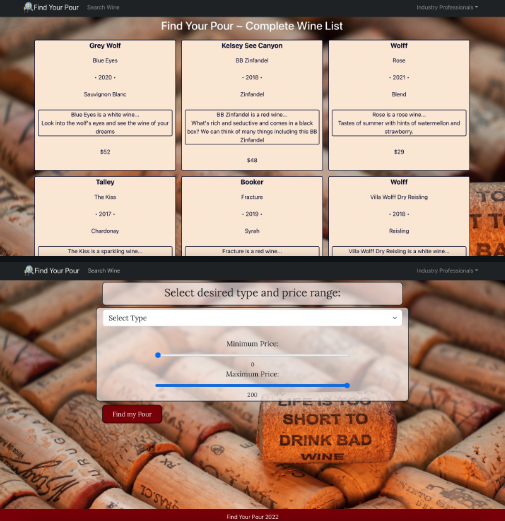 Find Your Pour
Search Wine
Industry Professionals
Find Your Pour ~ Complete Wine List
Grey Wolf
Blue Eyes
• 2020 •
Sauvignon Blanc
Blue Eyes is a white wine...
Look into the wolf's eyes and see the wine of your
dreams
$52
Kelsey See Canyon
BB Zinfandel
• 2018 •
Zinfandel
BB Zinfandel is a red wine...
What's rich and seductive and comes in a black
box? We can think of many things including this BB
Zinfandel
$48
Wolff
Rose
• 2021 •
Blend
Rose is a rose wine...
Tastes of summer with hints of watermellon and
strawberry.
$29
Talley
The Kiss
• 2017 •
Chardonay
The Kiss is a sparkling wine...
Booker
Fracture
• 2019 •
Syrah
Fracture is a red wine...
Wolff
Villa Wolff Dry Reisling
• 2018 •
Reisling
Villa Wolff Dry Reisling is a white wine...
Find Your Pour
Search Wine
Industry Professionals
Select desired type and price range:
Select Type
Minimum Price:
0
Maximum Price:
200
Find my Pour
LIFE IS TOO
SHORT TO
DRINK BAD
WINE
Find Your Pour 2022